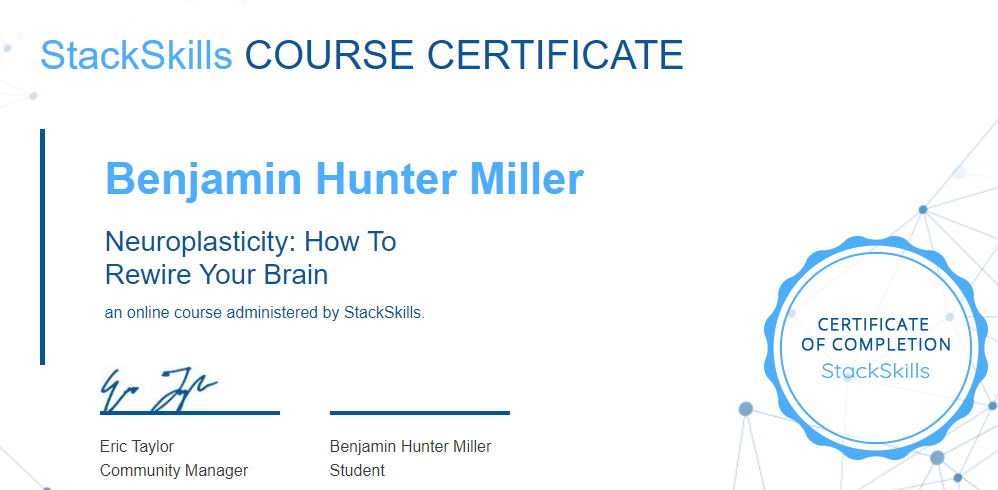 StackSkills COURSE CERTIFICATE
Benjamin Hunter Miller
Neuroplasticity: How To
Rewire Your Brain
an online course administered by StackSkills.
CERTIFICATE
OF COMPLETION
StackSkills
Eric Taylor
Community Manager
Benjamin Hunter Miller
Student